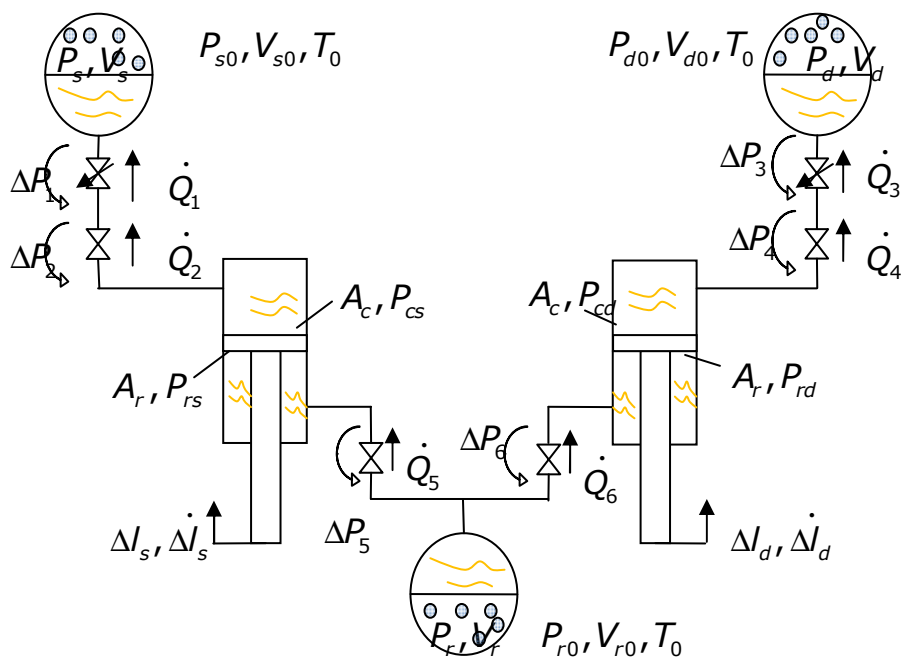 P_s, V_s
P_s0, V_s0, T_0
P_d0, V_d0, T_0
P_d, V_d
ΔP_1
Q̇_1
ΔP_3
Q̇_3
ΔP_2
Q̇_2
ΔP_4
Q̇_4
A_c, P_cs
A_c, P_cd
A_r, P_rs
A_r, P_rd
Q̇_5
ΔP_6
Q̇_6
Δl_s, Δl̇_s
ΔP_5
Δl_d, Δl̇_d
P_r, V_r
P_r0, V_r0, T_0